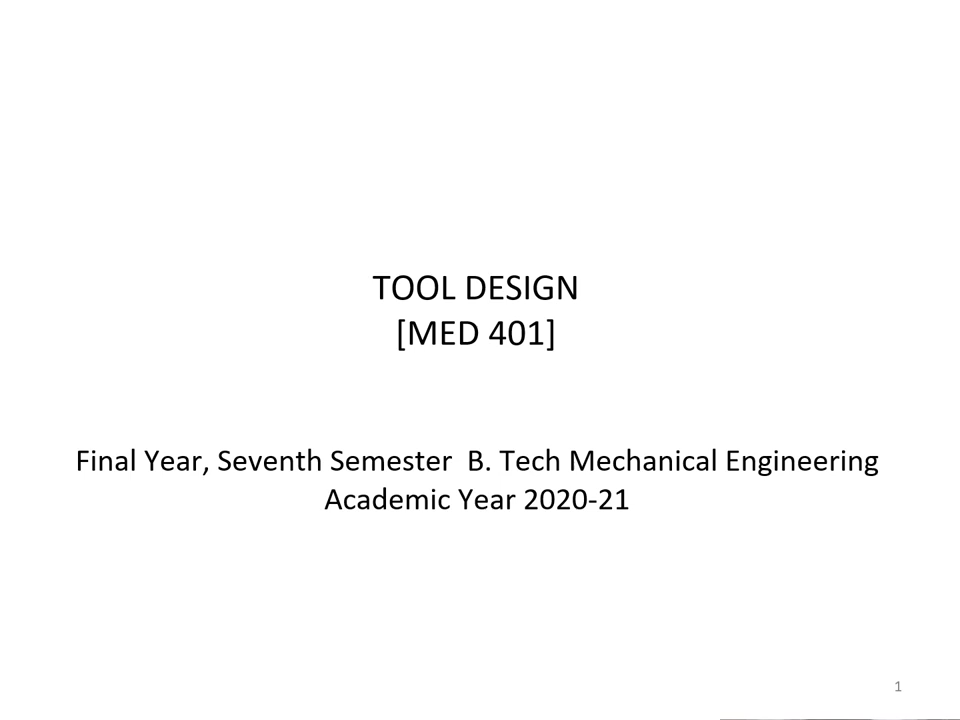 TOOL DESIGN
[MED 401]
Final Year, Seventh Semester  B. Tech Mechanical Engineering
Academic Year 2020-21
1